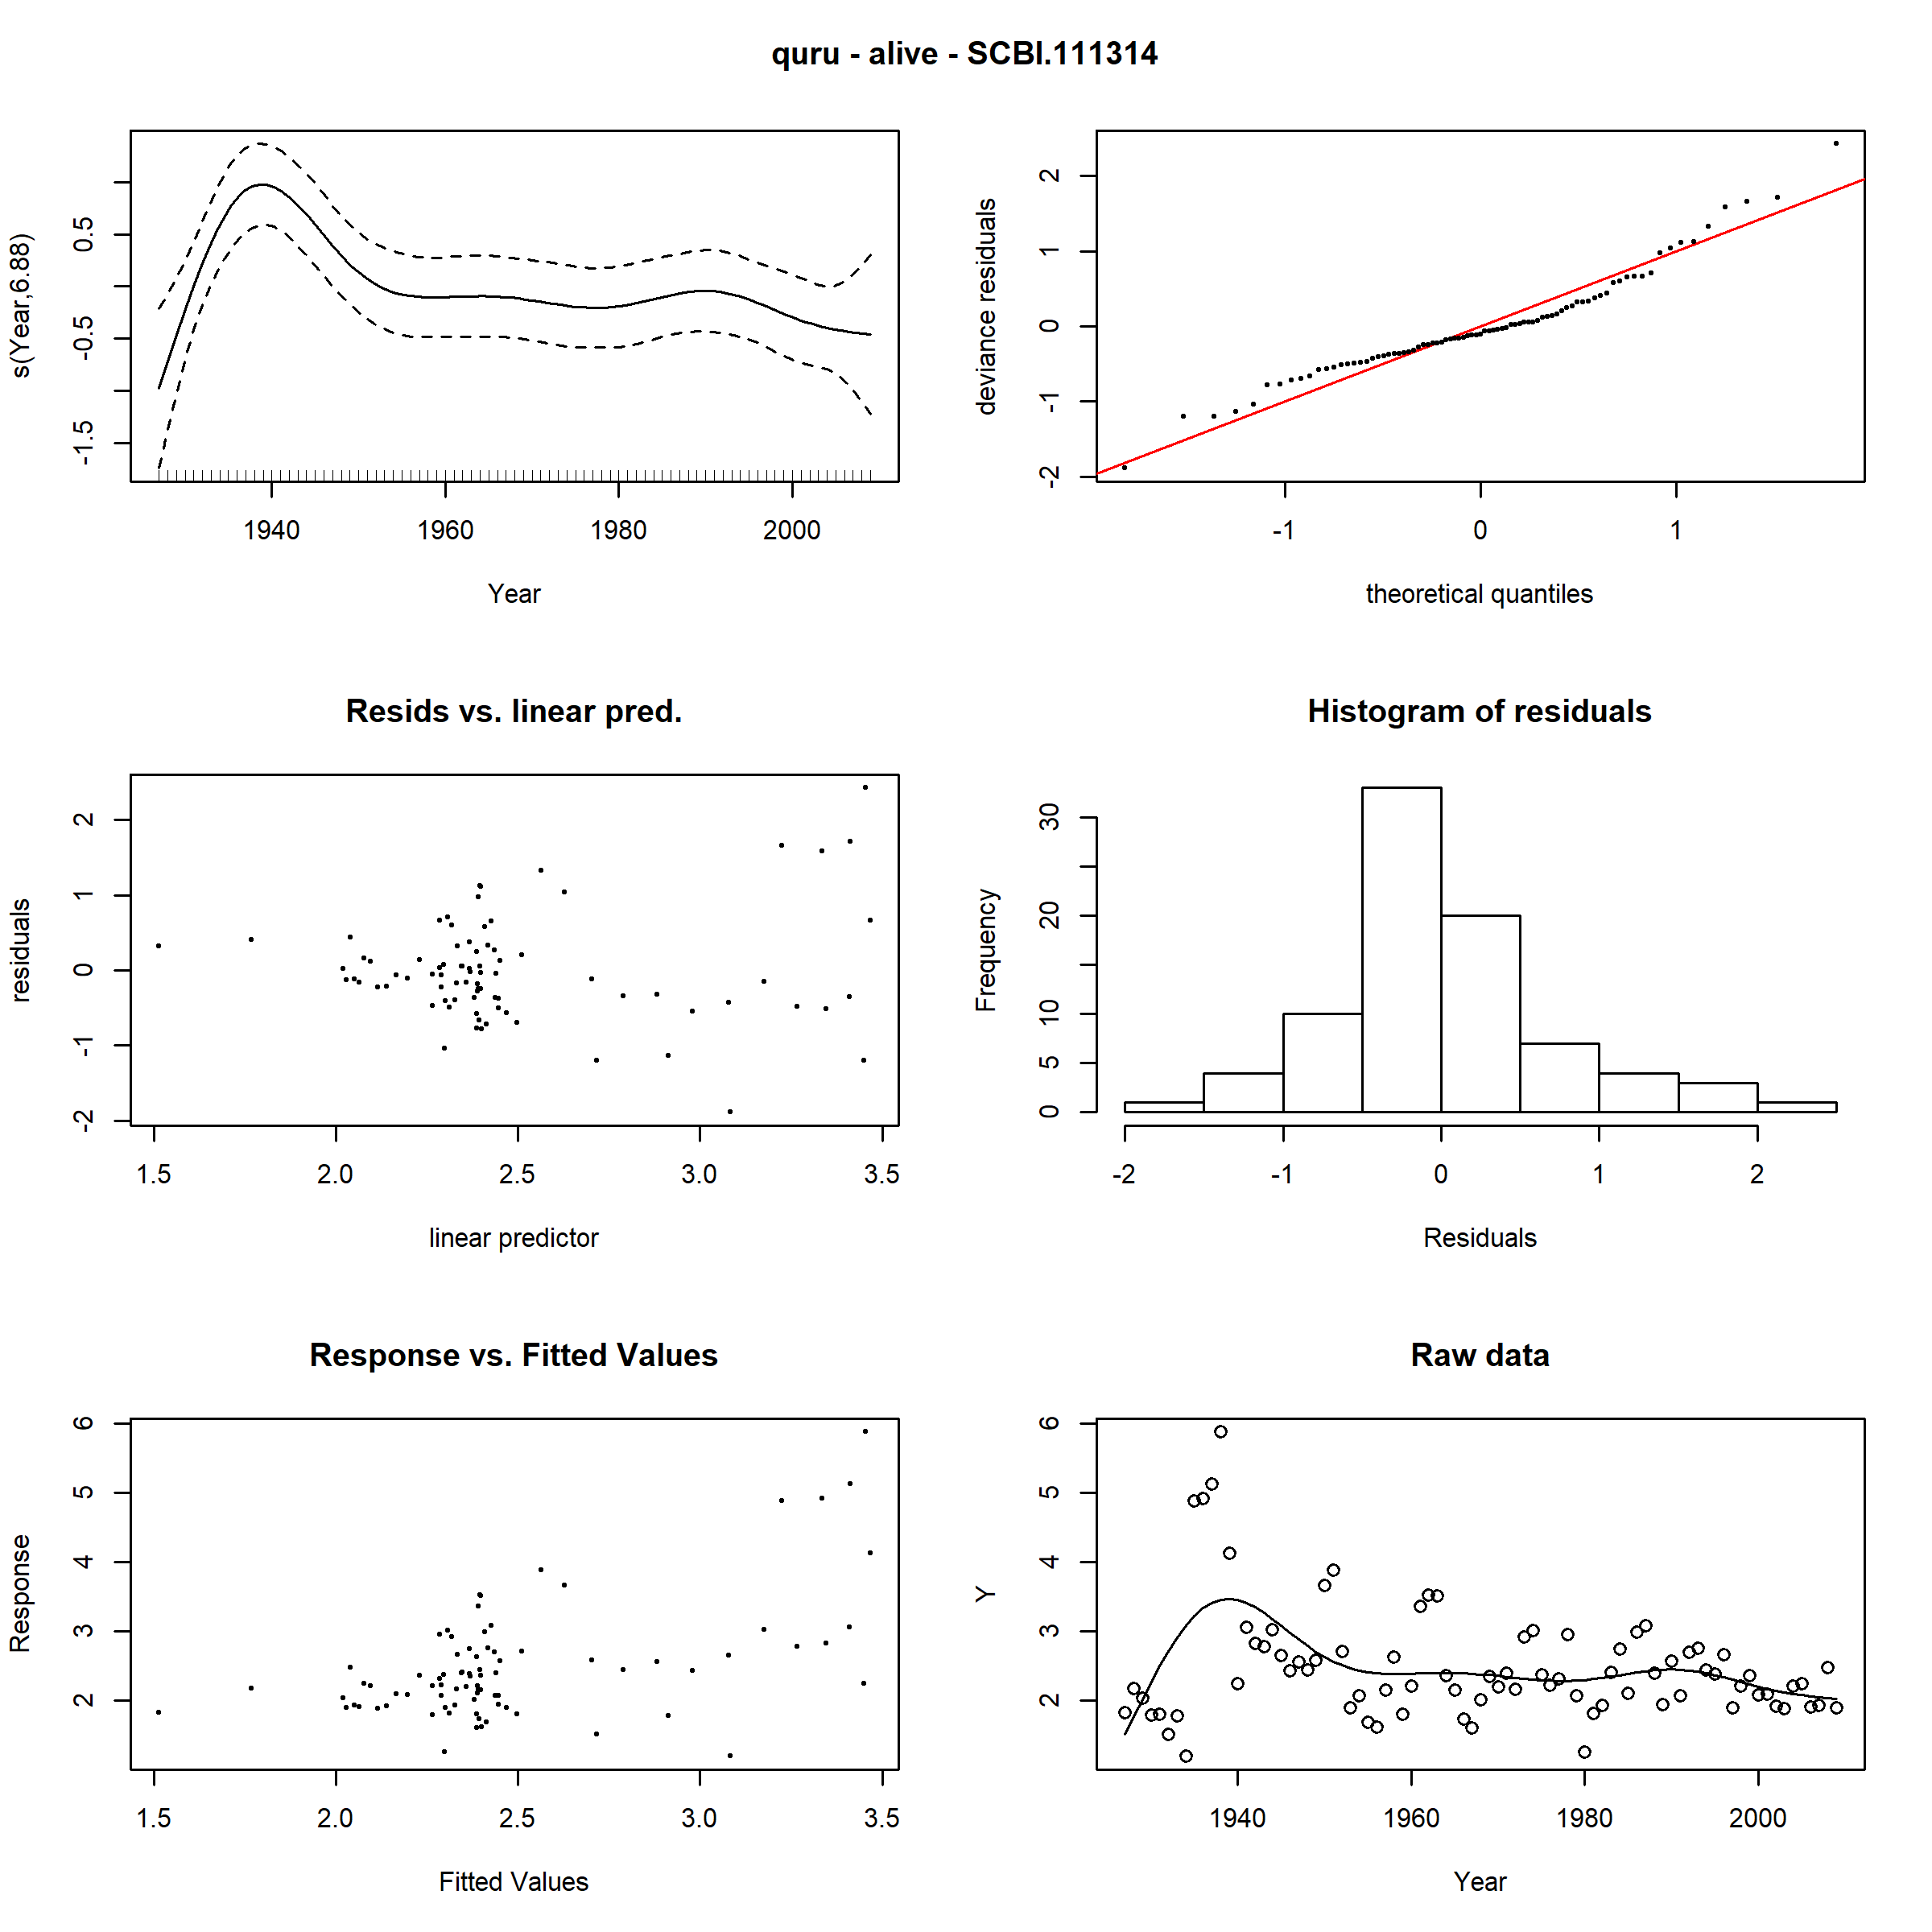 quru - alive - SCBI.111314
s(Year,6.88)
0.5
-0.5
-1.5
1940 1960 1980 2000
Year
deviance residuals
2
1
0
-1
-2
-1 0 1
theoretical quantiles
Resids vs. linear pred.
residuals
2
1
0
-1
-2
1.5 2.0 2.5 3.0 3.5
linear predictor
Histogram of residuals
Frequency
30
20
10
5
0
-2 -1 0 1 2
Residuals
Response vs. Fitted Values
Response
6
5
4
3
2
1.5 2.0 2.5 3.0 3.5
Fitted Values
Raw data
Y
6
5
4
3
2
1940 1960 1980 2000
Year